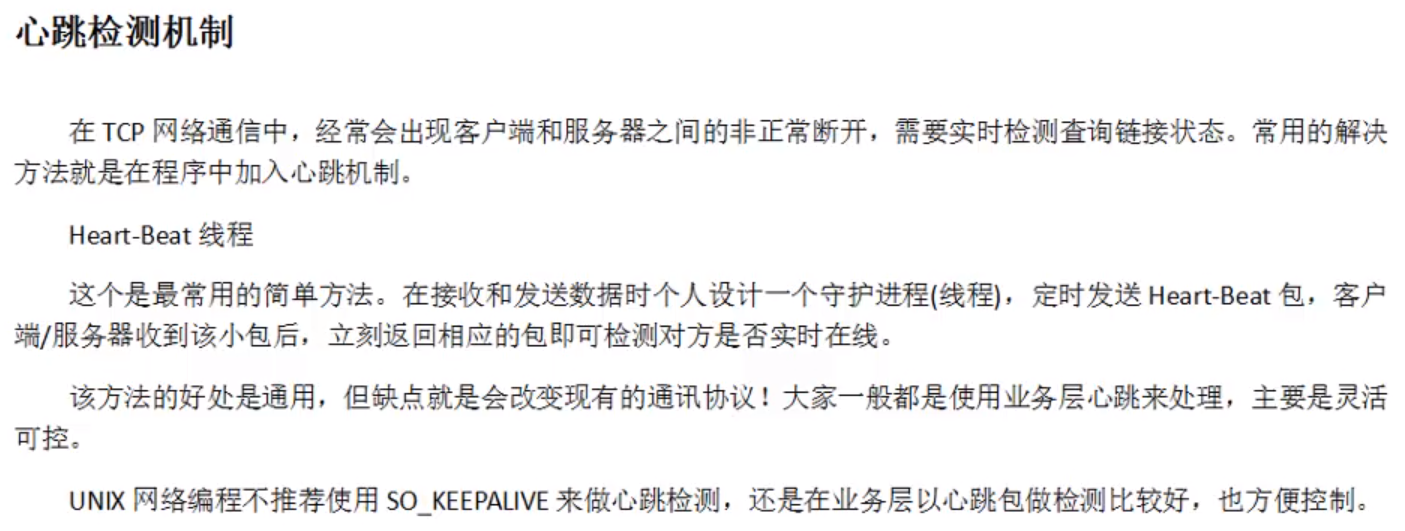 心跳检测机制
在 TCP 网络通信中，经常会出现客户端和服务器之间的非正常断开，需要实时检测查询链接状态。常用的解决
方法就是在程序中加入心跳机制。
Heart-Beat 线程
这个是最常用的简单方法。在接收和发送数据时个人设计一个守护进程(线程)，定时发送 Heart-Beat 包，客户
端/服务器收到该小包后，立刻返回相应的包即可检测对方是否实时在线。
该方法的好处是通用，但缺点就是会改变现有的通讯协议！大家一般都是使用业务层心跳来处理，主要是灵活
可控。
UNIX 网络编程不推荐使用 SO_KEEPALIVE 来做心跳检测，还是在业务层以心跳包做检测比较好，也方便控制。